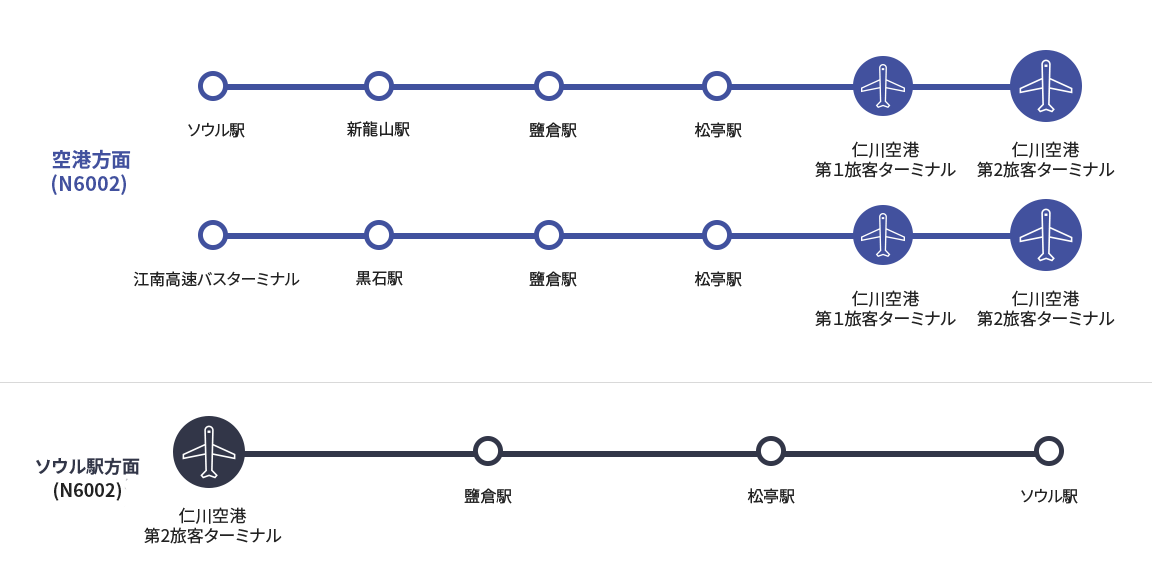 空港方面
(N6002)
ソウル駅
新龍山駅
鹽倉駅
松亭駅
仁川空港
第１旅客ターミナル
仁川空港
第2旅客ターミナル
江南高速バスターミナル
黒石駅
鹽倉駅
松亭駅
仁川空港
第１旅客ターミナル
仁川空港
第2旅客ターミナル
ソウル駅方面
(N6002)
仁川空港
第2旅客ターミナル
鹽倉駅
松亭駅
ソウル駅